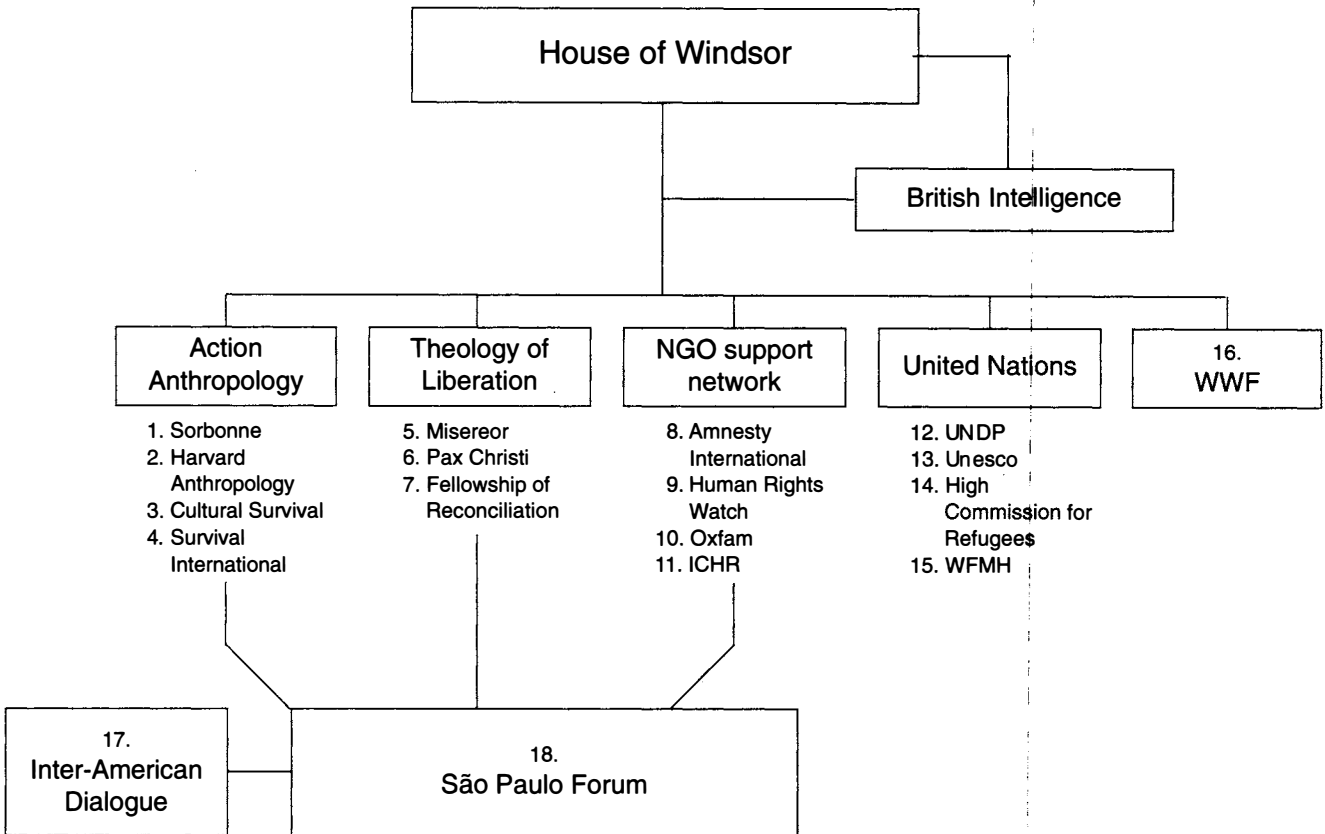 House of Windsor
British Intelligence
Action
Anthropology
1. Sorbonne
2. Harvard
Anthropology
3. Cultural Survival
4. Survival
International
Theology of
Liberation
5. Misereor
6. Pax Christi
7. Fellowship of
Reconciliation
NGO support
network
8. Amnesty
International
9. Human Rights
Watch
10. Oxfam
11. ICHR
United Nations
12. UNDP
13. Unesco
14. High
Commission for
Refugees
15. WFMH
16.
WWF
17.
Inter-American
Dialogue
18.
São Paulo Forum